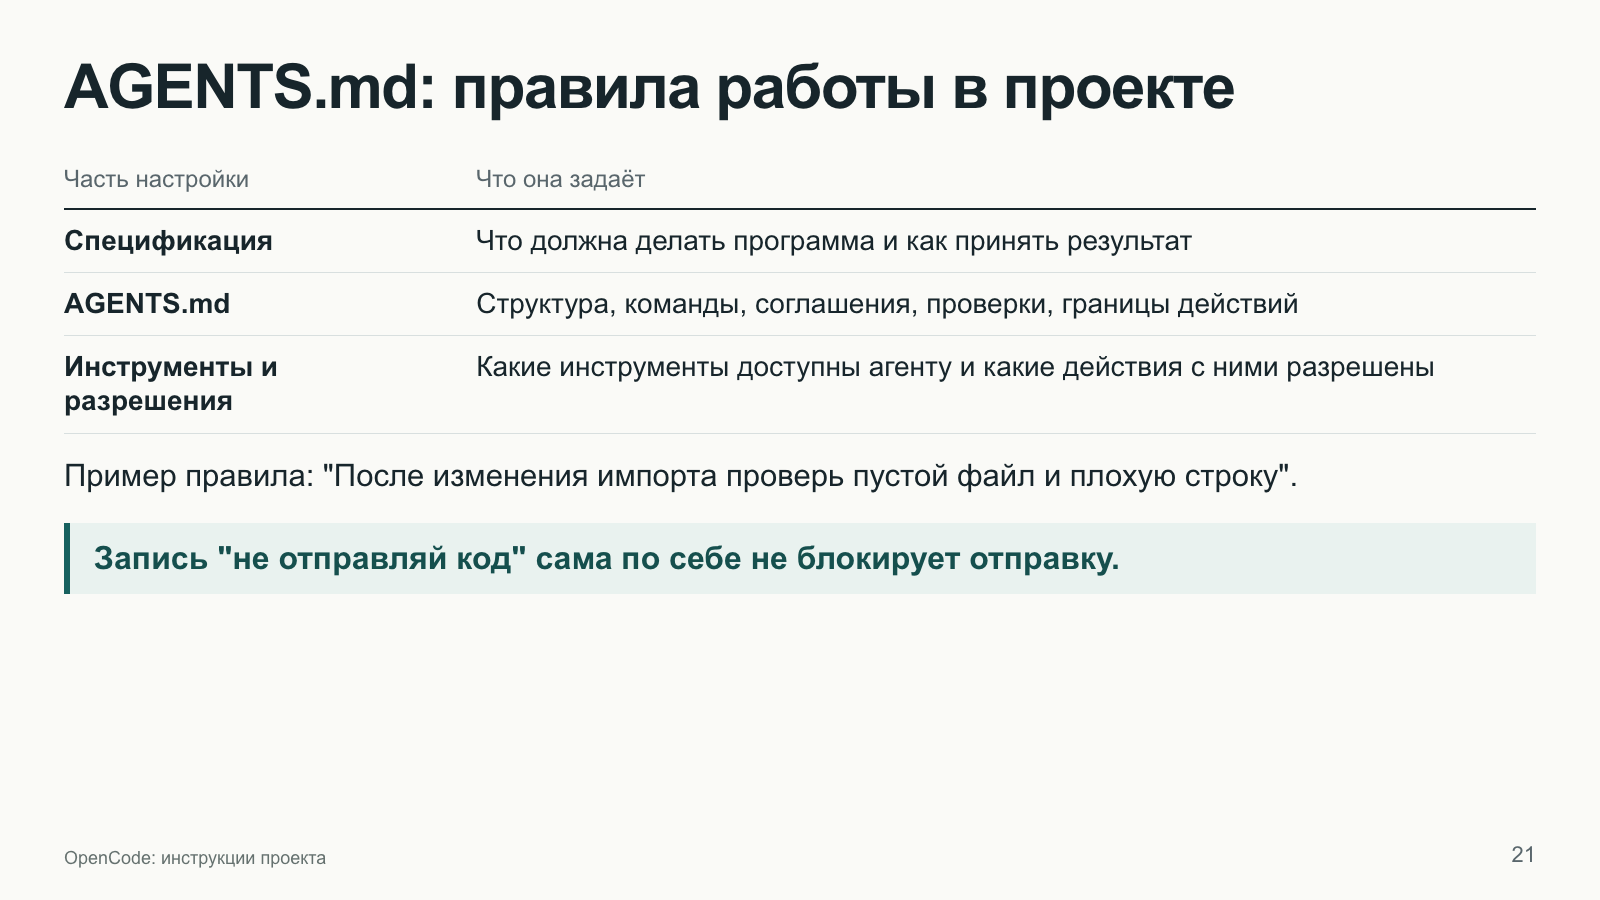 AGENTS.md: правила работы в проекте
Часть настройки Что она задаёт
Спецификация Что должна делать программа и как принять результат
AGENTS.md Структура, команды, соглашения, проверки, границы действий
Инструменты и Какие инструменты доступны агенту и какие действия с ними разрешены
разрешения
Пример правила: "После изменения импорта проверь пустой файл и плохую строку".
Запись "не отправляй код" сама по себе не блокирует отправку.
OpenCode: инструкции проекта 21